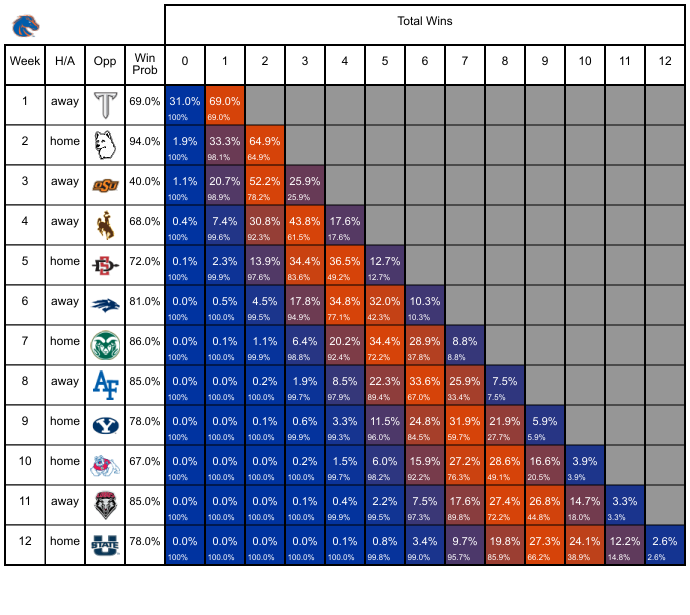 Total Wins
Week H/A Opp Win Prob 0 1 2 3 4 5 6 7 8 9 10 11 12
1 away T 69.0% 31.0% 69.0%
100% 69.0%
2 home 94.0% 1.9% 33.3% 64.9%
100% 98.1% 64.9%
3 away OSU 40.0% 1.1% 20.7% 52.2% 25.9%
100% 98.9% 78.2% 25.9%
4 away 68.0% 0.4% 7.4% 30.8% 43.8% 17.6%
100% 99.6% 92.3% 61.5% 17.6%
5 home SD 72.0% 0.1% 2.3% 13.9% 34.4% 36.5% 12.7%
100% 99.9% 97.6% 83.6% 49.2% 12.7%
6 away 81.0% 0.0% 0.5% 4.5% 17.8% 34.8% 32.0% 10.3%
100% 100.0% 99.5% 94.9% 77.1% 42.3% 10.3%
7 home 86.0% 0.0% 0.1% 1.1% 6.4% 20.2% 34.4% 28.9% 8.8%
100% 100.0% 99.9% 98.8% 92.4% 72.2% 37.8% 8.8%
8 away AF 85.0% 0.0% 0.0% 0.2% 1.9% 8.5% 22.3% 33.6% 25.9% 7.5%
100% 100.0% 100.0% 99.7% 97.9% 89.4% 67.0% 33.4% 7.5%
9 home Y 78.0% 0.0% 0.0% 0.1% 0.6% 3.3% 11.5% 24.8% 31.9% 21.9% 5.9%
100% 100.0% 100.0% 99.9% 99.3% 96.0% 84.5% 59.7% 27.7% 5.9%
10 home 67.0% 0.0% 0.0% 0.0% 0.2% 1.5% 6.0% 15.9% 27.2% 28.6% 16.6% 3.9%
100% 100.0% 100.0% 100.0% 99.7% 98.2% 92.2% 76.3% 49.1% 20.5% 3.9%
11 away 85.0% 0.0% 0.0% 0.0% 0.1% 0.4% 2.2% 7.5% 17.6% 27.4% 26.8% 14.7% 3.3%
100% 100.0% 100.0% 100.0% 99.9% 99.5% 97.3% 89.8% 72.2% 44.8% 18.0% 3.3%
12 home U STATE 78.0% 0.0% 0.0% 0.0% 0.0% 0.1% 0.8% 3.4% 9.7% 19.8% 27.3% 24.1% 12.2% 2.6%
100% 100.0% 100.0% 100.0% 100.0% 99.8% 99.0% 95.7% 85.9% 66.2% 38.9% 14.8% 2.6%